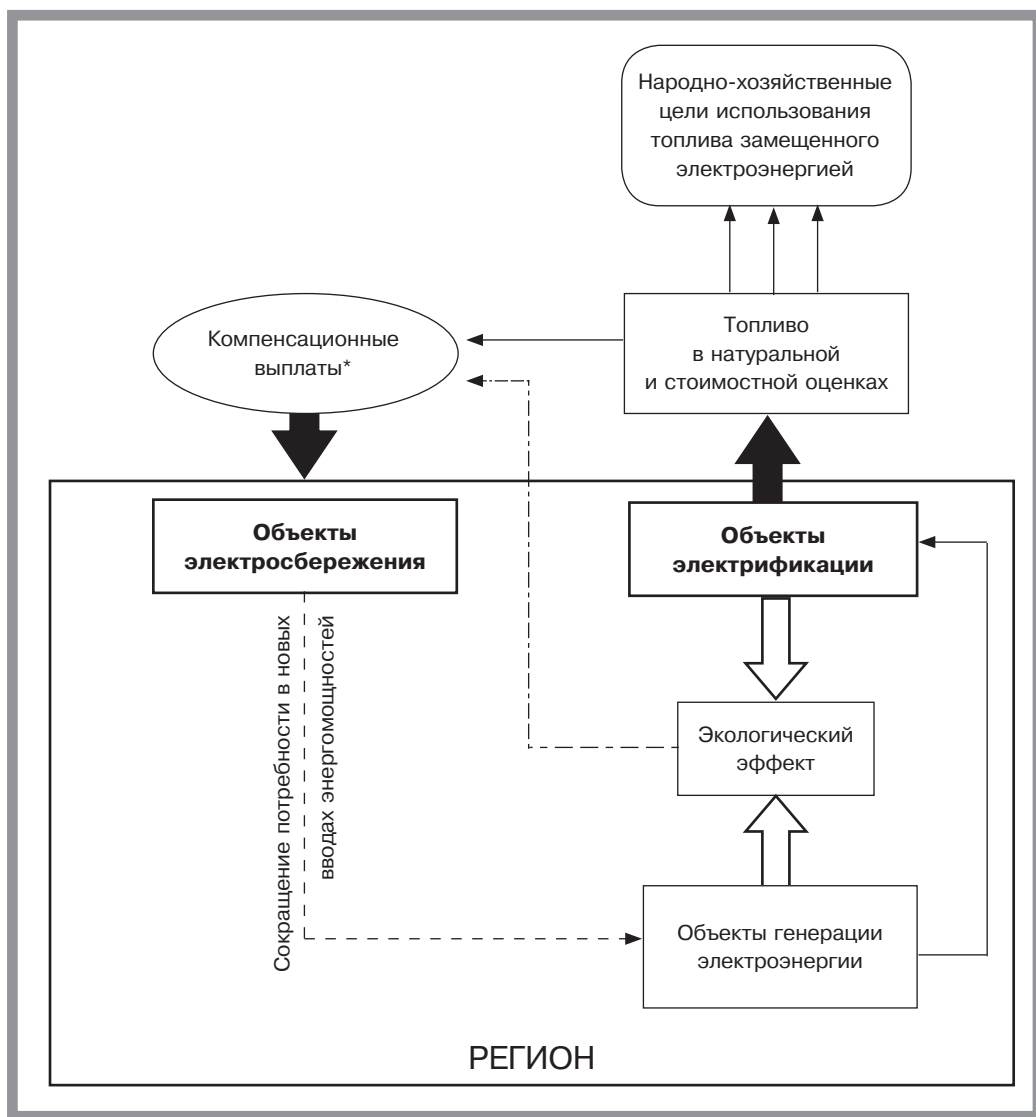 Народно-хозяйственные
цели использования
топлива замещенного
электроэнергией
Компенсационные
выплаты*
Топливо
в натуральной
и стоимостной оценках
Объекты
электросбережения
Объекты
электрификации
Сокращение потребности в новых
вводах энергомощностей
Экологический
эффект
Объекты генерации
электроэнергии
РЕГИОН